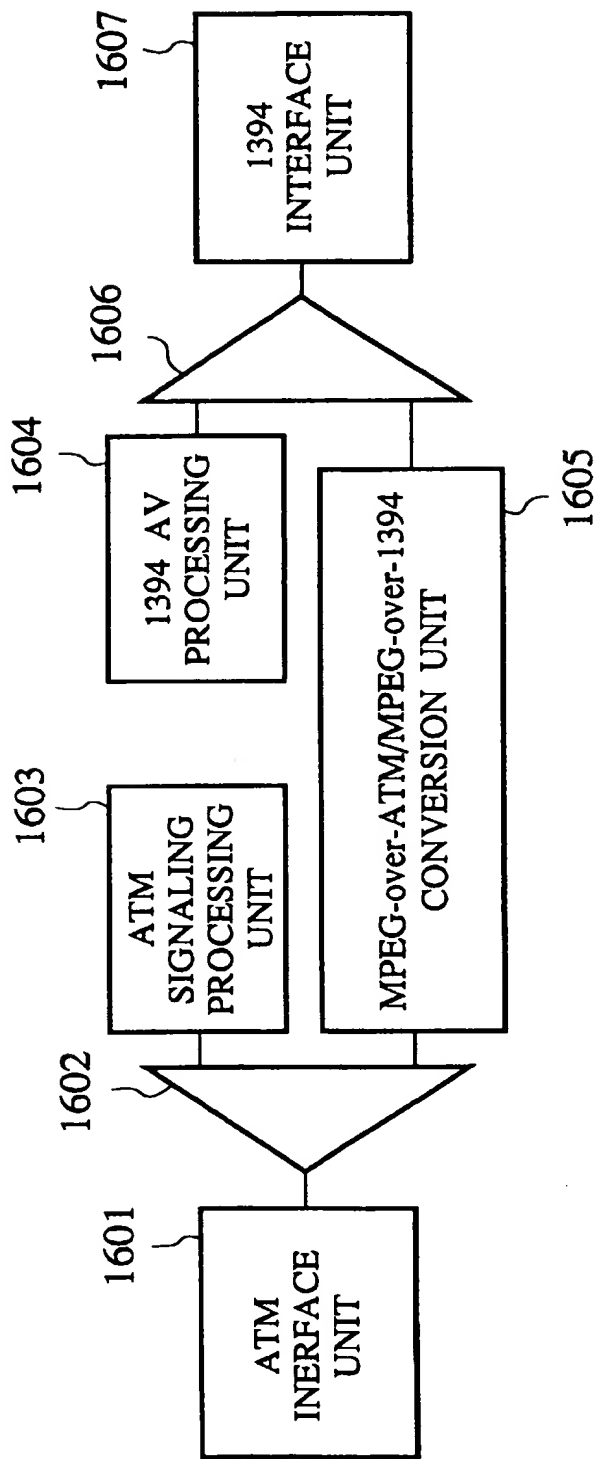 1601
ATM
INERFACE
UNIT
1602
1603
ATM
SIGNALING
PROCESSING
UNIT
1604
1394 AV
PROCESSING
UNIT
MPEG-over-ATM/MPEG-over-1394
CONVERSION UNIT
1605
1606
1607
1394
INTERFACE
UNIT